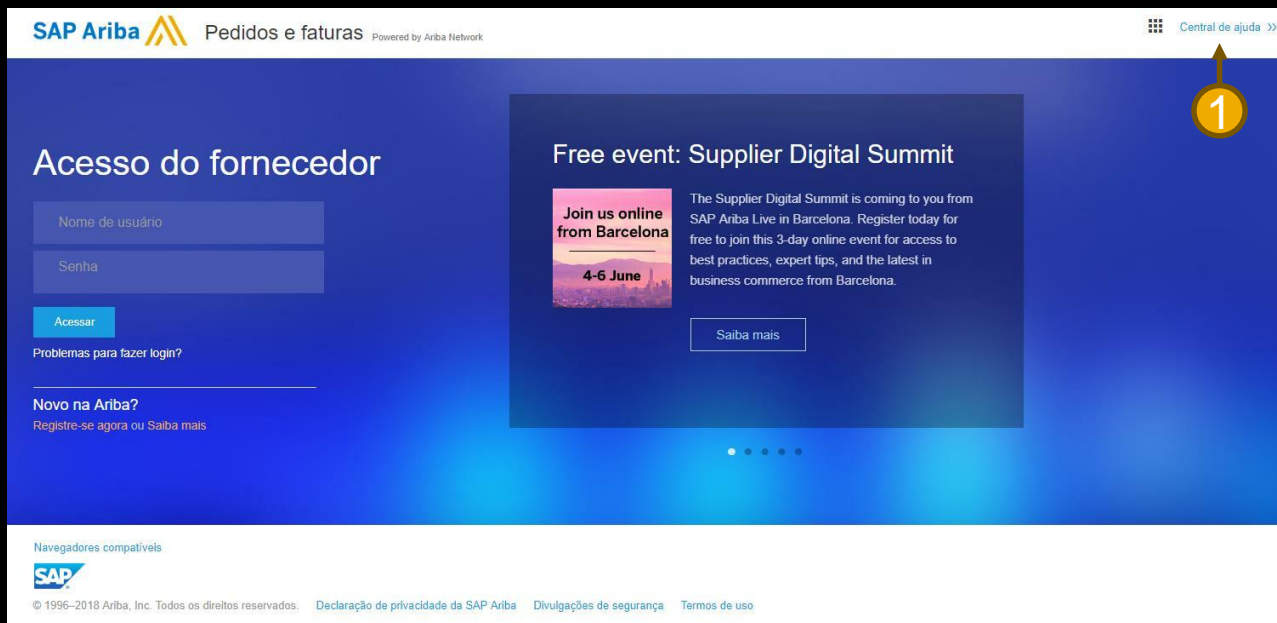 SAP Ariba
Pedidos e faturas Powered by Ariba Network
Central de ajuda »
1
Acesso do fornecedor
Nome de usuário
Senha
Acessar
Problemas para fazer login?
Novo na Ariba?
Registre-se agora ou Saiba mais
Free event: Supplier Digital Summit
Join us online
from Barcelona
4-6 June
The Supplier Digital Summit is coming to you from
SAP Ariba Live in Barcelona. Register today for
free to join this 3-day online event for access to
best practices, expert tips, and the latest in
business commerce from Barcelona.
Saiba mais
Navegadores compatíveis
SAP
© 1996–2018 Ariba, Inc. Todos os direitos reservados. Declaração de privacidade da SAP Ariba Divulgações de segurança Termos de uso